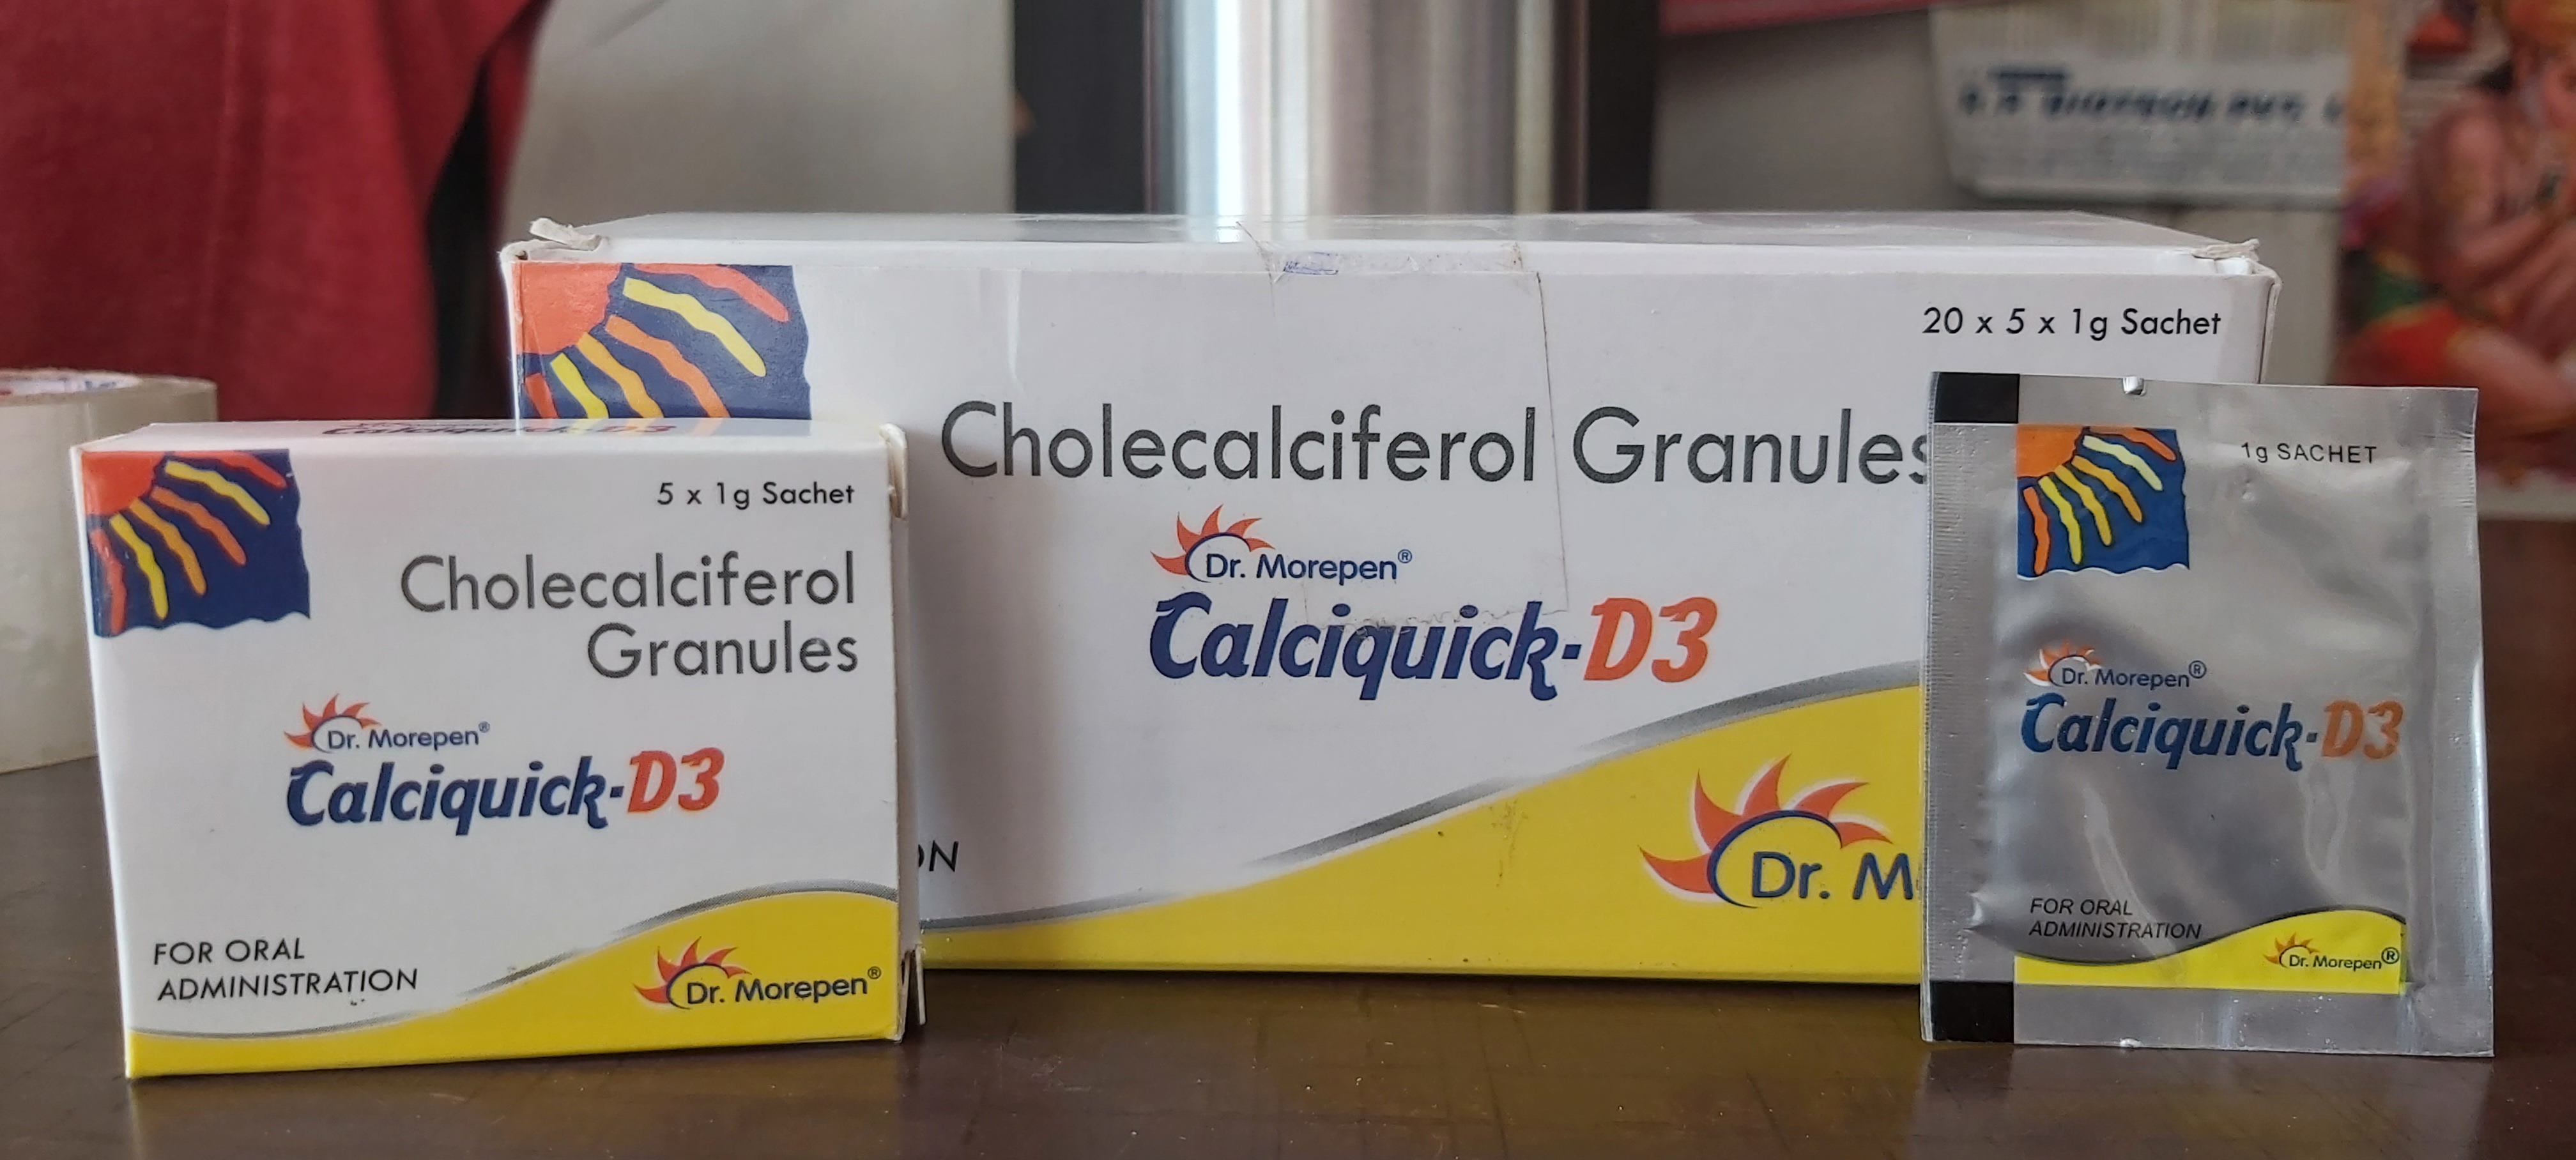 5 x 1g Sachet
Cholecalciferol
Granules
Dr. Morepen®
Calciquick-D3
FOR ORAL
ADMINISTRATION
Dr. Morepen®
20 x 5 x 1g Sachet
Cholecalciferol Granules
Dr. Morepen®
Calciquick-D3
ON
Dr. M
1g SACHET
Dr. Morepen®
Calciquick-D3
FOR ORAL
ADMINISTRATION
Dr. Morepen®